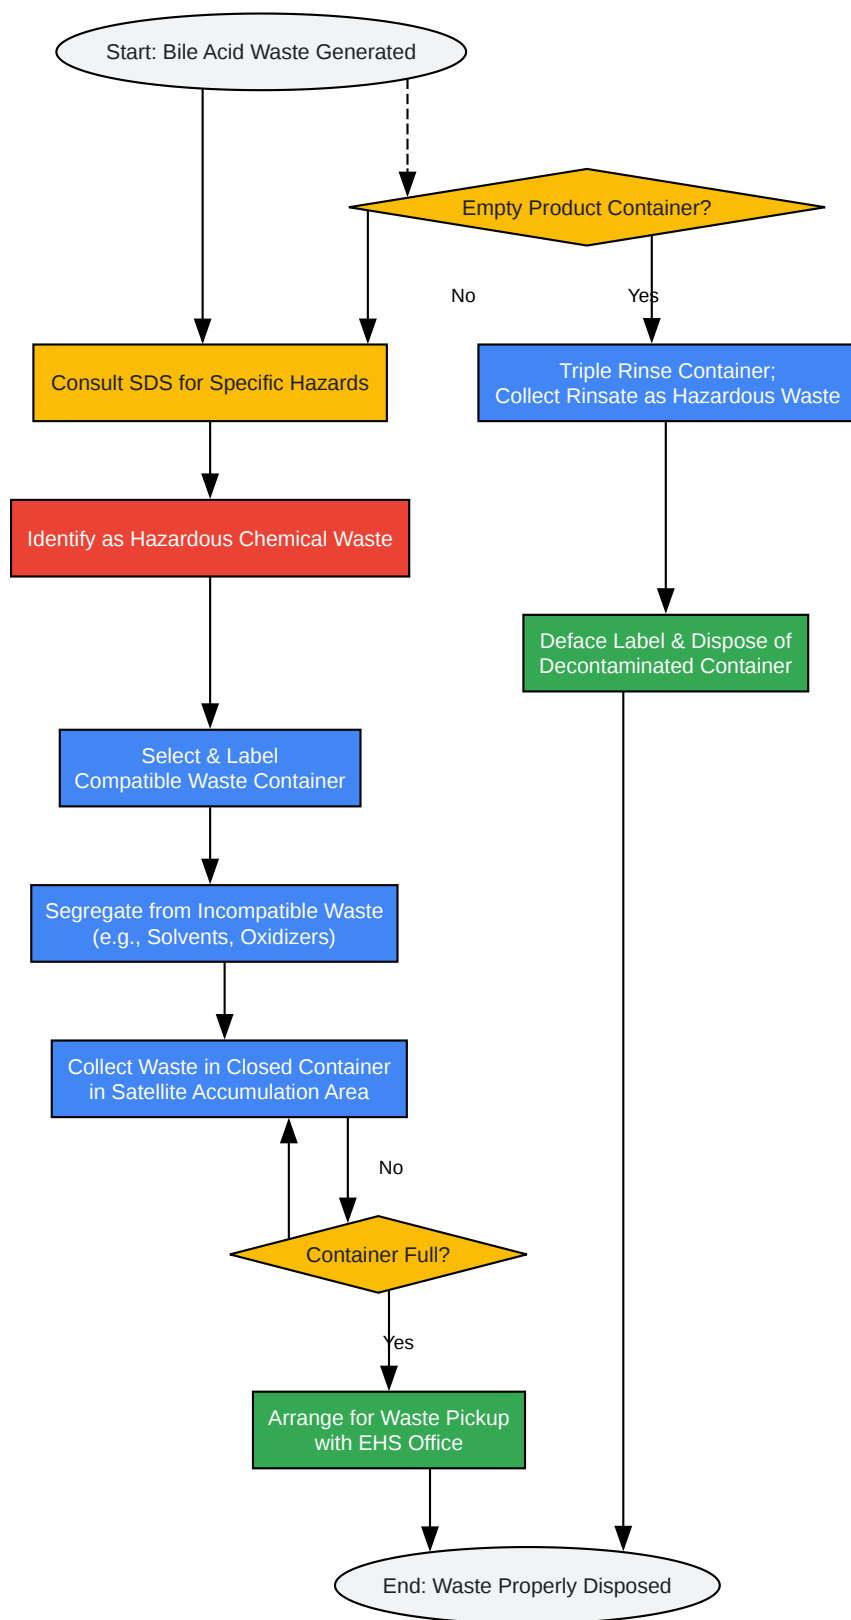 Start: Bile Acid Waste Generated
Empty Product Container?
No
Yes
Consult SDS for Specific Hazards
Triple Rinse Container;
Collect Rinsate as Hazardous Waste
Identify as Hazardous Chemical Waste
Deface Label & Dispose of
Decontaminated Container
Select & Label
Compatible Waste Container
Segregate from Incompatible Waste
(e.g., Solvents, Oxidizers)
Collect Waste in Closed Container
in Satellite Accumulation Area
No
Container Full?
Yes
Arrange for Waste Pickup
with EHS Office
End: Waste Properly Disposed